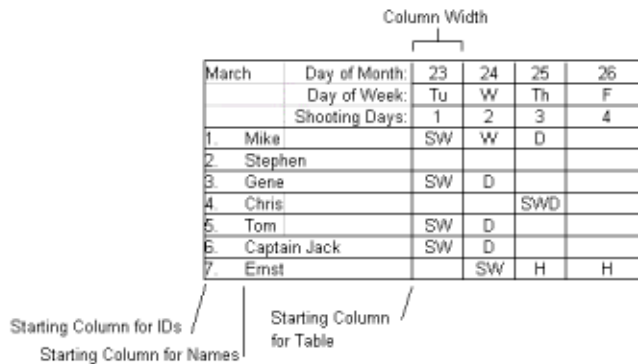 Column Width
March Day of Month: 23 24 25 26
Day of Week: Tu W Th F
Shooting Days: 1 2 3 4
1. Mike SW W D
2. Stephen
3. Gene SW D
4. Chris SWD
5. Tom SW D
6. Captain Jack SW D
7. Ernst SW H H
Starting Column for IDs
Starting Column
for Table
Starting Column for Names